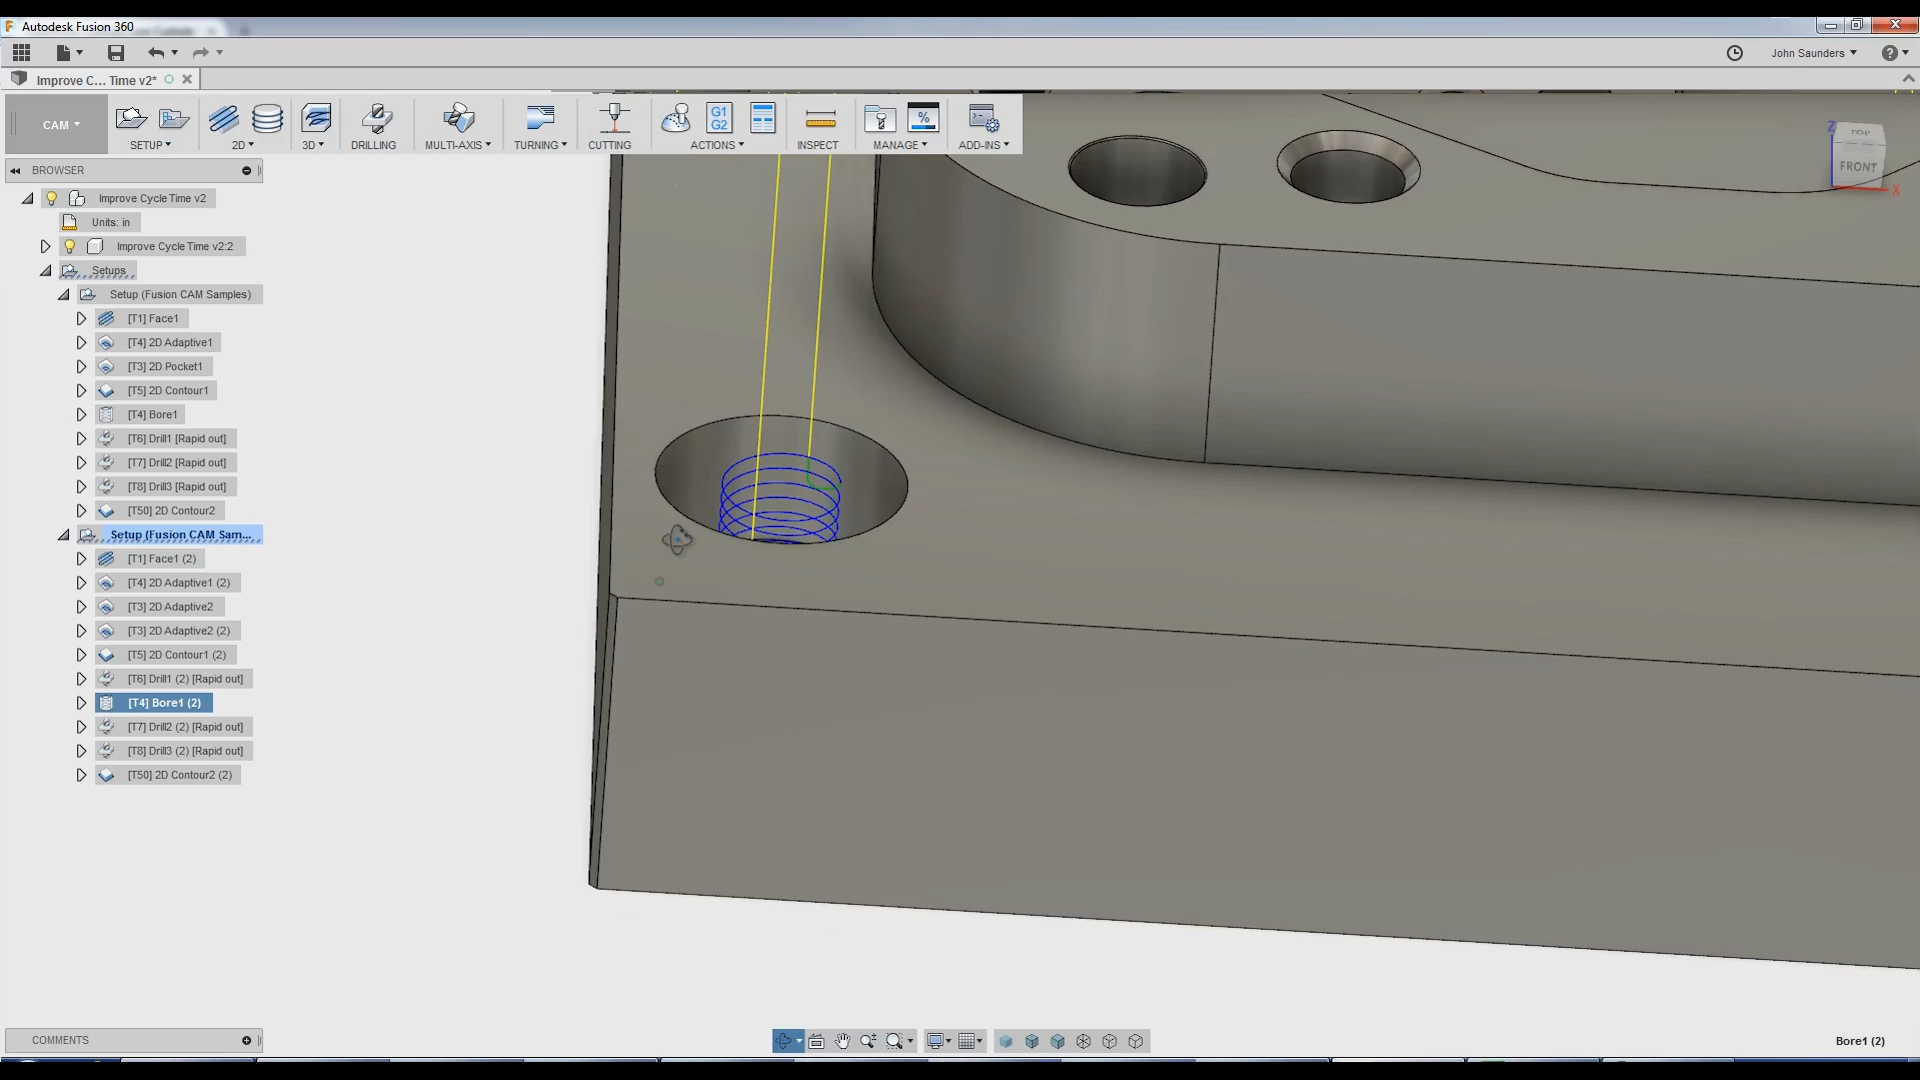 Autodesk Fusion 360
John Saunders
Improve C... Time v2*
CAM
SETUP
2D
3D
DRILLING
MULTI-AXIS
TURNING
CUTTING
G1
G2
ACTIONS
INSPECT
%
MANAGE
ADD-INS
Z
TOP
FRONT
X
BROWSER
Improve Cycle Time v2
Units: in
Improve Cycle Time v2:2
Setups
Setup (Fusion CAM Samples)
[T1] Face1
[T4] 2D Adaptive1
[T3] 2D Pocket1
[T5] 2D Contour1
[T4] Bore1
[T6] Drill1 [Rapid out]
[T7] Drill2 [Rapid out]
[T8] Drill3 [Rapid out]
[T50] 2D Contour2
Setup (Fusion CAM Sam...
[T1] Face1 (2)
[T4] 2D Adaptive1 (2)
[T3] 2D Adaptive2
[T3] 2D Adaptive2 (2)
[T5] 2D Contour1 (2)
[T6] Drill1 (2) [Rapid out]
[T4] Bore1 (2)
[T7] Drill2 (2) [Rapid out]
[T8] Drill3 (2) [Rapid out]
[T50] 2D Contour2 (2)
COMMENTS
Bore1 (2)